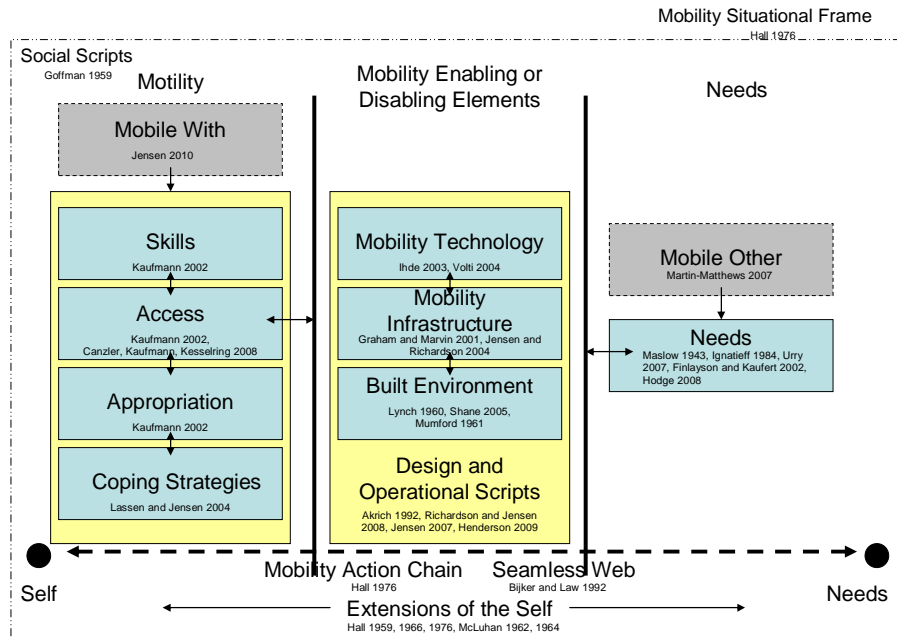 Mobility Situational Frame
Hall 1976
Social Scripts
Goffman 1959
Motility
Mobility Enabling or
Disabling Elements
Needs
Mobile With
Jensen 2010
Skills
Kaufmann 2002
Access
Kaufmann 2002,
Canzler, Kaufmann, Kesselring 2008
Appropriation
Kaufmann 2002
Coping Strategies
Lassen and Jensen 2004
Mobility Technology
Ihde 2003, Volti 2004
Mobility
Infrastructure
Graham and Marvin 2001, Jensen and
Richardson 2004
Built Environment
Lynch 1960, Shane 2005,
Mumford 1961
Design and
Operational Scripts
Akrich 1992, Richardson and Jensen
2008, Jensen 2007, Henderson 2009
Mobile Other
Martin-Matthews 2007
Needs
Maslow 1943, Ignatieff 1984, Urry
2007, Finlayson and Kaufert 2002,
Hodge 2008
Mobility Action Chain
Hall 1976
Seamless Web
Bijker and Law 1992
Self
Needs
Extensions of the Self
Hall 1959, 1966, 1976, McLuhan 1962, 1964